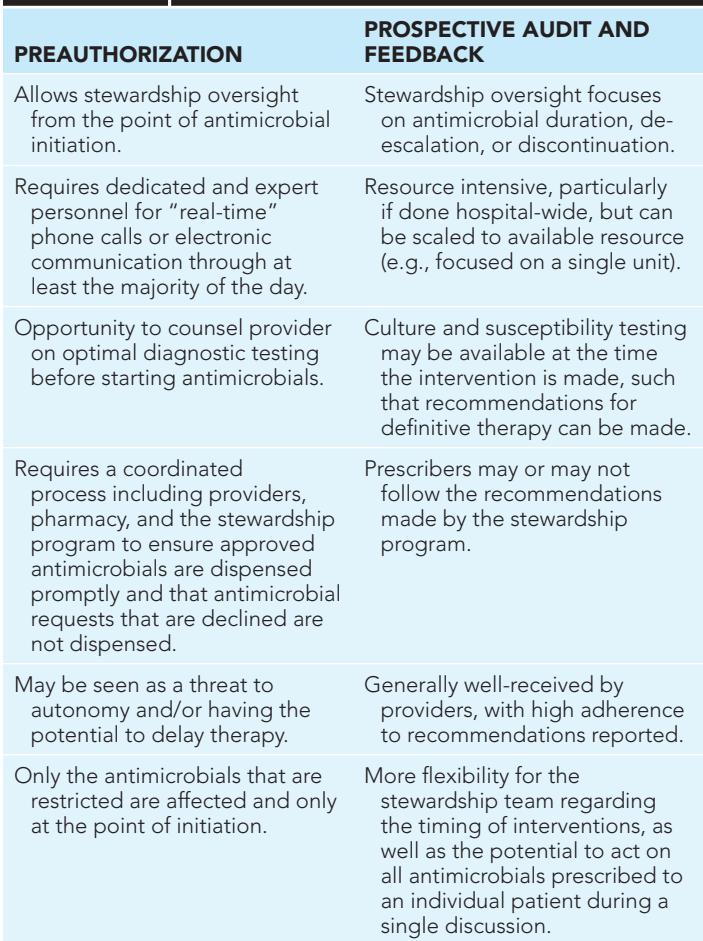 PREAUTHORIZATION
PROSPECTIVE AUDIT AND
FEEDBACK
Allows stewardship oversight
from the point of antimicrobial
initiation.
Stewardship oversight focuses
on antimicrobial duration, de-
escalation, or discontinuation.
Requires dedicated and expert
personnel for “real-time”
phone calls or electronic
communication through at
least the majority of the day.
Resource intensive, particularly
if done hospital-wide, but can
be scaled to available resource
(e.g., focused on a single unit).
Opportunity to counsel provider
on optimal diagnostic testing
before starting antimicrobials.
Culture and susceptibility testing
may be available at the time
the intervention is made, such
that recommendations for
definitive therapy can be made.
Requires a coordinated
process including providers,
pharmacy, and the stewardship
program to ensure approved
antimicrobials are dispensed
promptly and that antimicrobial
requests that are declined are
not dispensed.
Prescribers may or may not
follow the recommendations
made by the stewardship
program.
May be seen as a threat to
autonomy and/or having the
potential to delay therapy.
Generally well-received by
providers, with high adherence
to recommendations reported.
Only the antimicrobials that are
restricted are affected and only
at the point of initiation.
More flexibility for the
stewardship team regarding
the timing of interventions, as
well as the potential to act on
all antimicrobials prescribed to
an individual patient during a
single discussion.